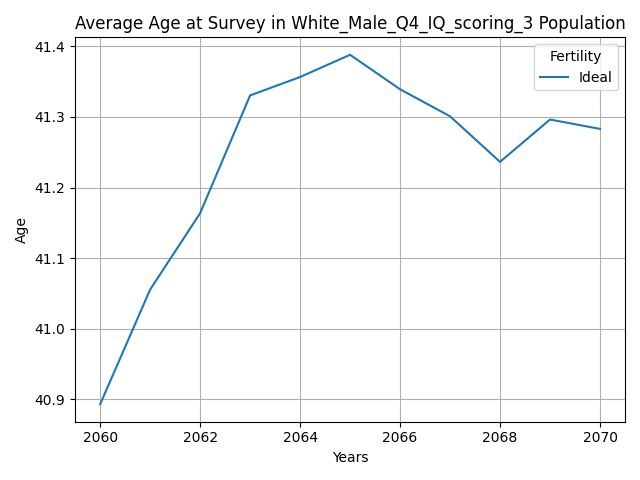 Average Age at Survey in White_Male_Q4_IQ_scoring_3 Population
41.4
41.3
41.2
41.1
41.0
40.9
Age
Fertility
Ideal
2060 2062 2064 2066 2068 2070
Years